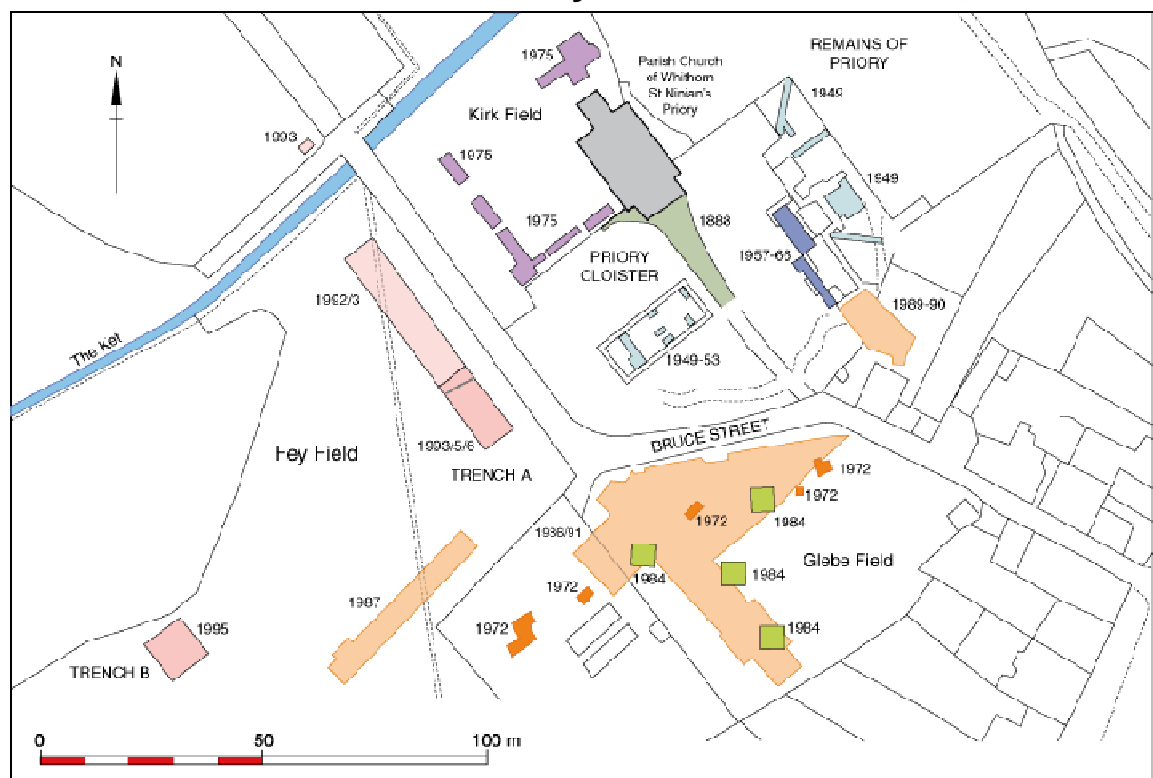 N
1975
Parish Church
of Whithorn
St Ninian's
Priory
REMAINS OF
PRIORY
1949
Kirk Field
1993
1975
1949
1975
1888
PRIORY
CLOISTER
1957-65
1992/3
1989-90
The Ket
1949-53
BRUCE STREET
Fey Field
1993/5/6
TRENCH A
1972
1972
1972
1984
1986/91
Glebe Field
1984
1984
1972
1987
1972
1984
1995
TRENCH B
0
50
100 m